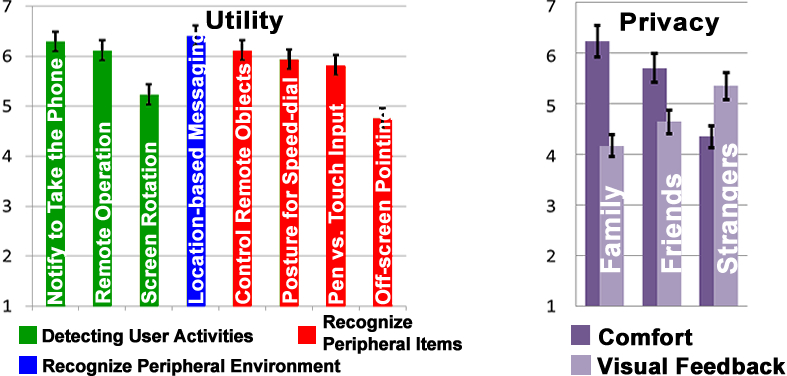 Utility
7
6
5
4
3
2
1
Notify to Take the Phone
Remote Operation
Screen Rotation
Location-based Messaging
Control Remote Objects
Posture for Speed-dial
Pen vs. Touch Input
Off-screen Pointing
Detecting User Activities
Recognize Peripheral Environment
Recognize
Peripheral Items
Privacy
7
6
5
4
3
2
1
Family
Friends
Strangers
Comfort
Visual Feedback